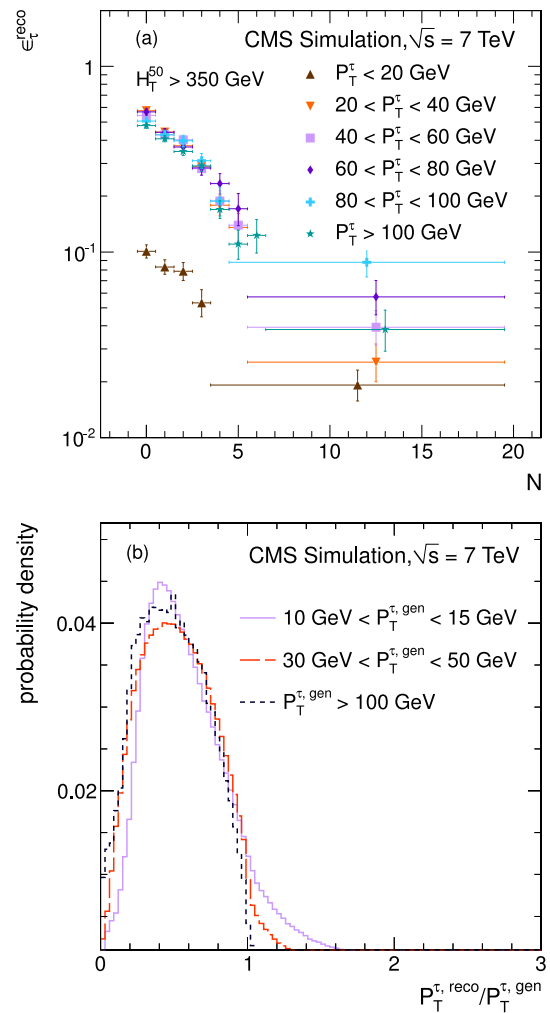 ϵ_τ^reco
(a) CMS Simulation, √s = 7 TeV
H_T^50 > 350 GeV
P_T^τ < 20 GeV
20 < P_T^τ < 40 GeV
40 < P_T^τ < 60 GeV
60 < P_T^τ < 80 GeV
80 < P_T^τ < 100 GeV
P_T^τ > 100 GeV
1
10^-1
10^-2
0 5 10 15 20
N
(b) CMS Simulation, √s = 7 TeV
probability density
10 GeV < P_T^τ, gen < 15 GeV
30 GeV < P_T^τ, gen < 50 GeV
P_T^τ, gen > 100 GeV
0.04
0.02
0 1 2 3
P_T^τ, reco/P_T^τ, gen